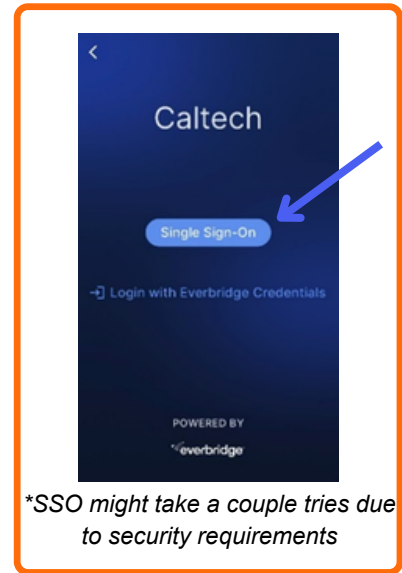 Caltech
Single Sign-On
Login with Everbridge Credentials
POWERED BY
everbridge
*SSO might take a couple tries due
to security requirements